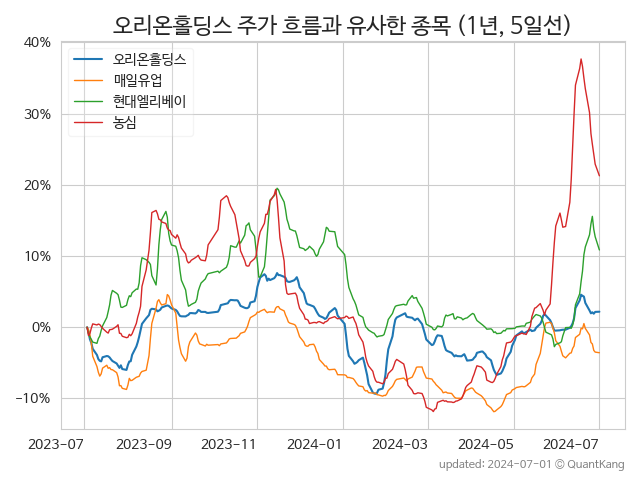 오리온홀딩스 주가 흐름과 유사한 종목 (1년, 5일선)
오리온홀딩스
매일유업
현대엘리베이
농심
40%
30%
20%
10%
0%
−10%
2023-07
2023-09
2023-11
2024-01
2024-03
2024-05
2024-07
updated: 2024-07-01 © QuantKang